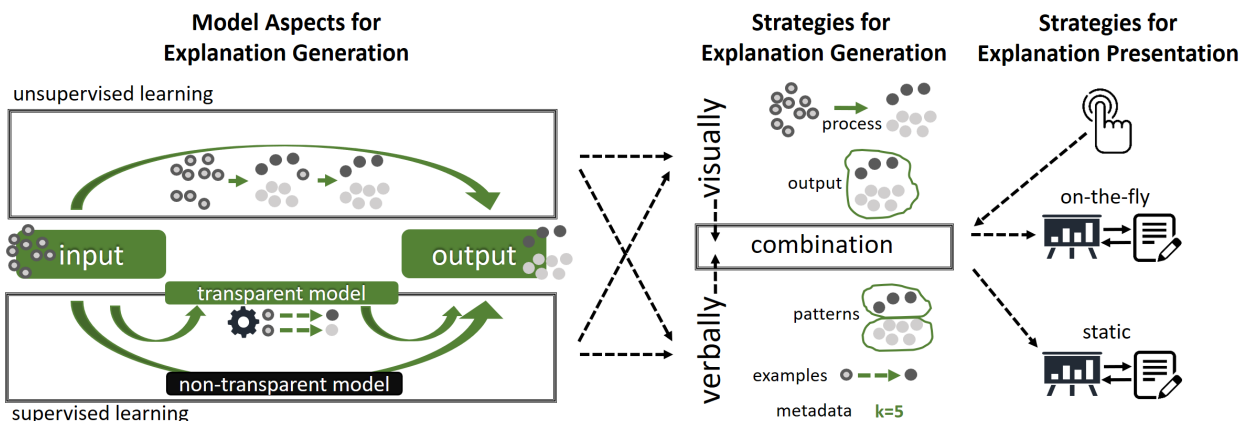 Model Aspects for
Explanation Generation
unsupervised learning
input
output
transparent model
non-transparent model
supervised learning
Strategies for
Explanation Generation
visually
process
output
combination
verbally
patterns
examples
metadata k=5
Strategies for
Explanation Presentation
on-the-fly
static